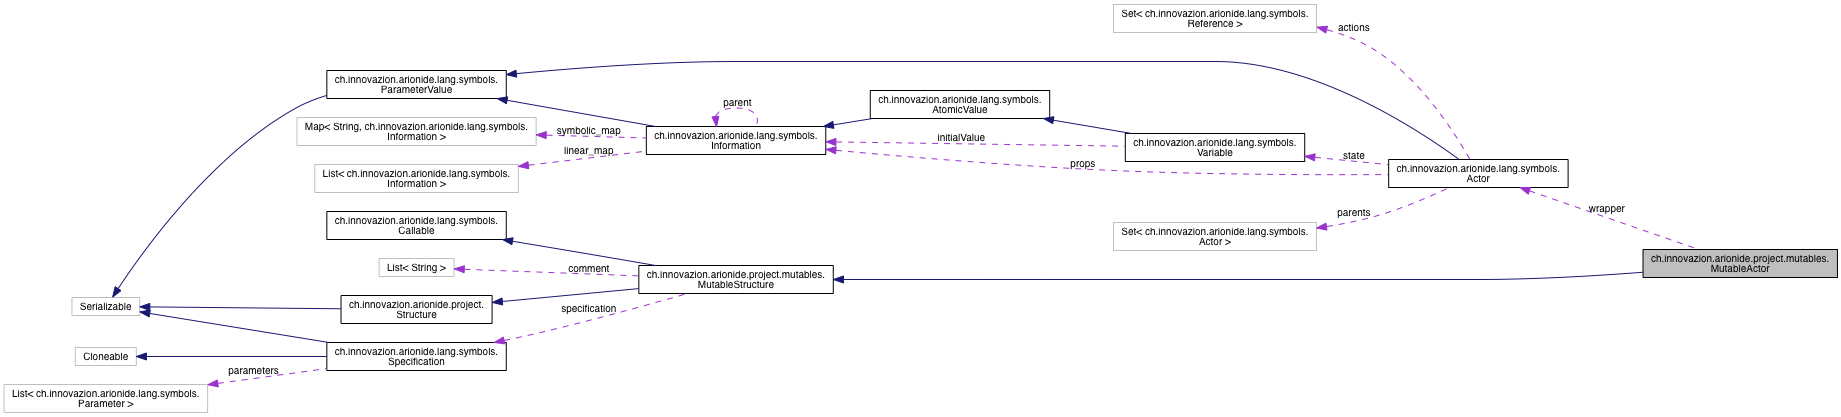 Set< ch.innovazion.arionide.lang.symbols.
Reference >
actions
ch.innovazion.arionide.lang.symbols.
ParameterValue
parent
ch.innovazion.arionide.lang.symbols.
AtomicValue
Map< String, ch.innovazion.arionide.lang.symbols.
Information >
symbolic_map
ch.innovazion.arionide.lang.symbols.
Information
initialValue
ch.innovazion.arionide.lang.symbols.
Variable
linear_map
state
props
List< ch.innovazion.arionide.lang.symbols.
Information >
ch.innovazion.arionide.lang.symbols.
Actor
ch.innovazion.arionide.lang.symbols.
Callable
parents
wrapper
Set< ch.innovazion.arionide.lang.symbols.
Actor >
List< String >
comment
ch.innovazion.arionide.project.mutables.
MutableStructure
ch.innovazion.arionide.project.mutables.
MutableActor
Serializable
ch.innovazion.arionide.project.
Structure
specification
Cloneable
ch.innovazion.arionide.lang.symbols.
Specification
parameters
List< ch.innovazion.arionide.lang.symbols.
Parameter >